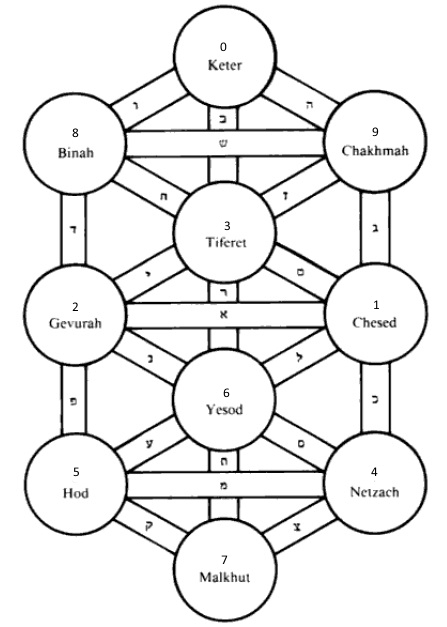 0
Keter
ו
ה
ב
8
Binah
ש
9
Chakhmah
ח
ז
3
Tiferet
ד
ג
י
ט
ר
2
Gevurah
א
1
Chesed
נ
ל
6
Yesod
פ
כ
ע
ס
ת
5
Hod
מ
4
Netzach
ק
צ
7
Malkhut